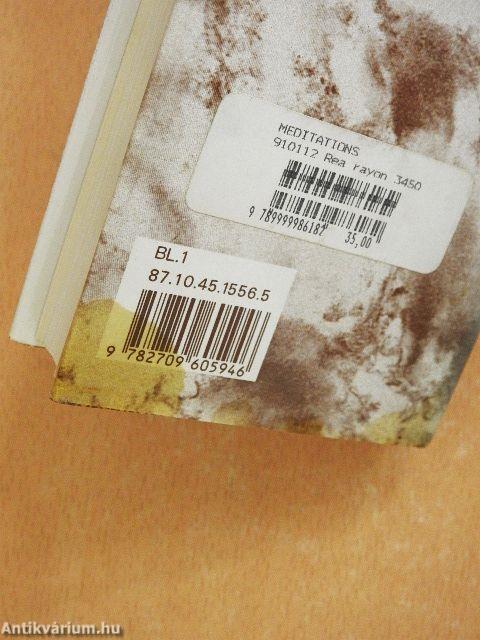 MEDITATIONS
910112 Rea rayon 3450
9 789999986182 35,00
BL.1
87.10.45.1556.5
9 782709 605946
Antikvárium.hu